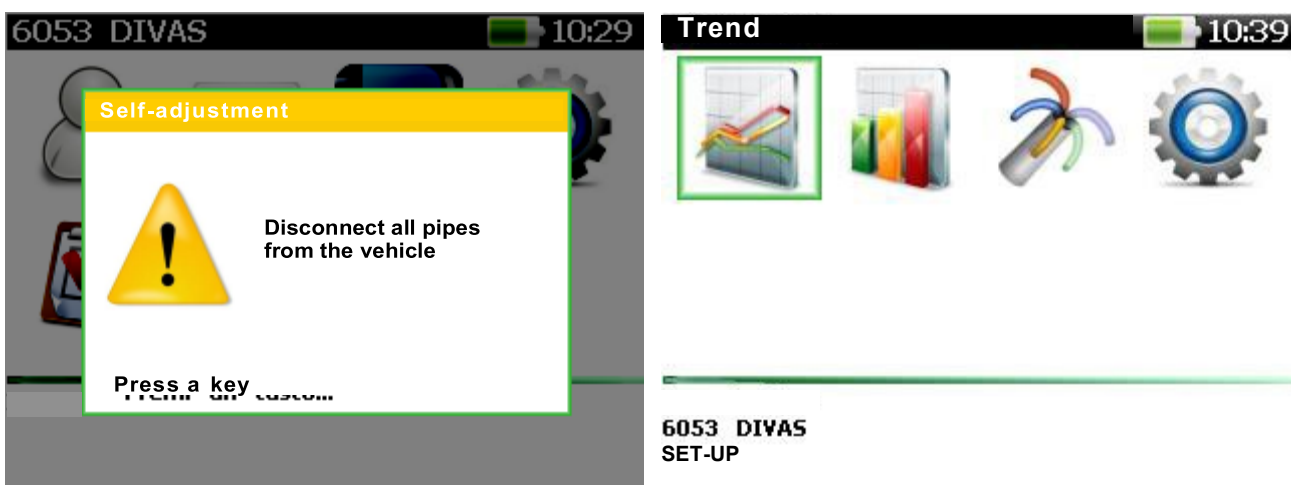 6053 DIVAS 10:29
Self-adjustment
Disconnect all pipes
from the vehicle
Press a key
Trend 10:39
6053 DIVAS
SET-UP